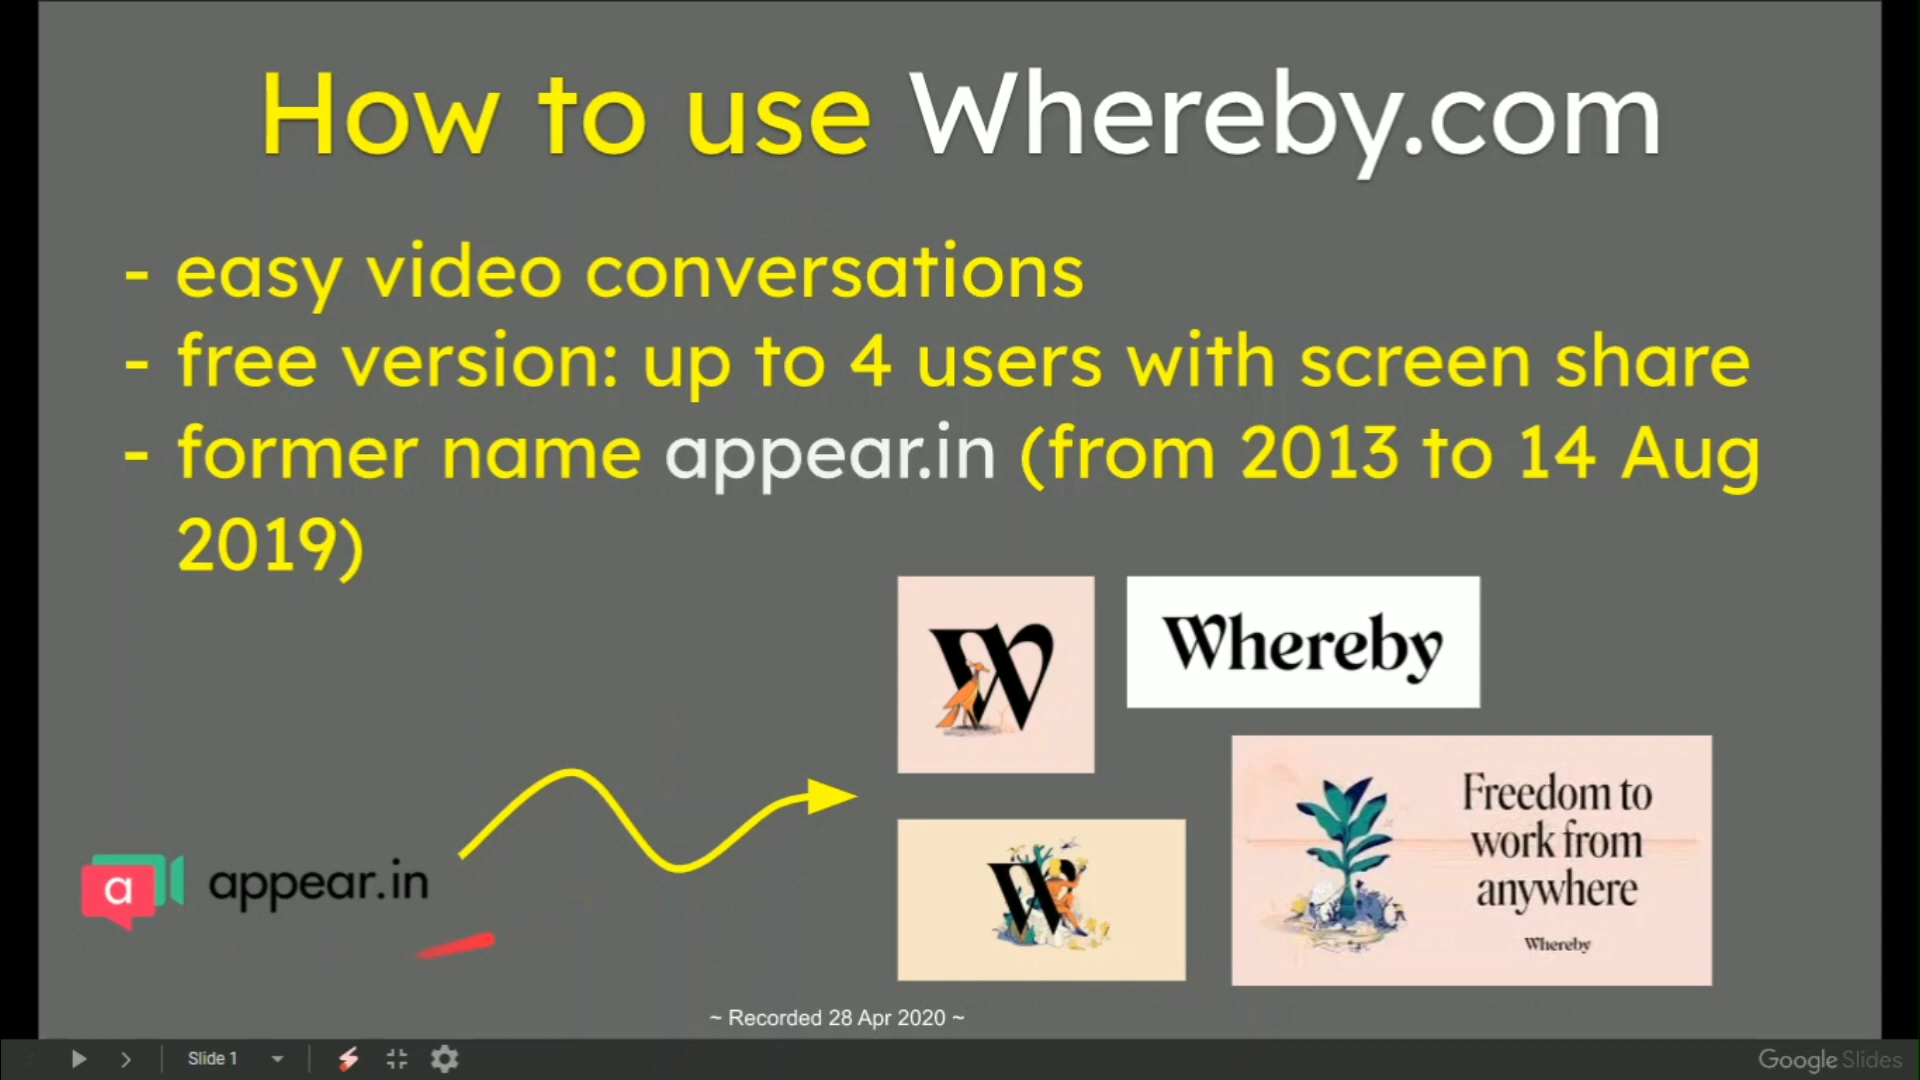 How to use Whereby.com
- easy video conversations
- free version: up to 4 users with screen share
- former name appear.in (from 2013 to 14 Aug
2019)
W
Whereby
a appear.in
W
Freedom to
work from
anywhere
Whereby
~ Recorded 28 Apr 2020 ~
Slide 1
Google Slides